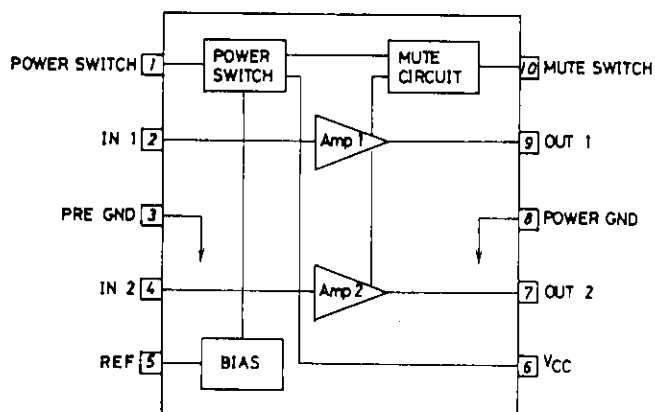 POWER SWITCH 1
POWER
SWITCH
MUTE
CIRCUIT
10 MUTE SWITCH
IN 1 2
Amp 1
9 OUT 1
PRE GND 3
8 POWER GND
IN 2 4
Amp 2
7 OUT 2
REF 5
BIAS
6 VCC